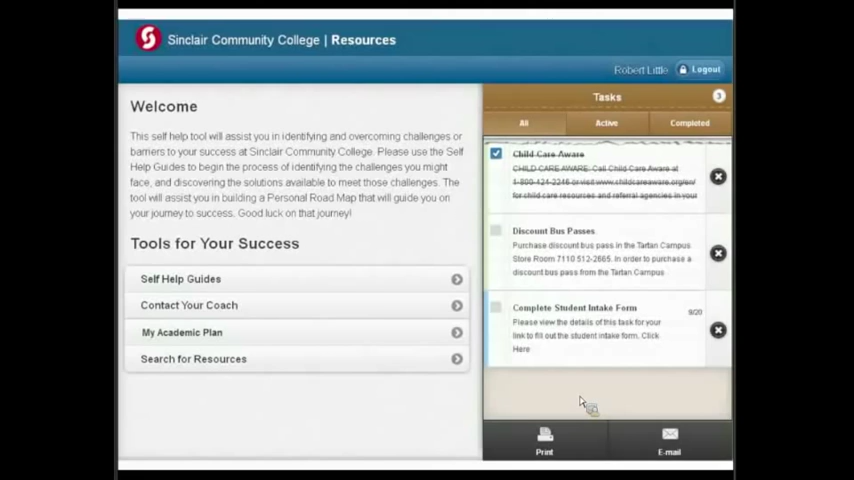 Sinclair Community College | Resources
Robert Little
Logout
Welcome
This self help tool will assist you in identifying and overcoming challenges or
barriers to your success at Sinclair Community College. Please use the Self
Help Guides to begin the process of identifying the challenges you might
face, and discovering the solutions available to meet those challenges. The
tool will assist you in building a Personal Road Map that will guide you on
your journey to success. Good luck on that journey!
Tools for Your Success
Self Help Guides
Contact Your Coach
My Academic Plan
Search for Resources
Tasks
3
All
Active
Completed
Child Care Aware
CHILD CARE AWARE: Call Child Care Aware at
1-800-424-2246 or visit www.childcareaware.org/en/
for child care resources and referral agencies in your
Discount Bus Passes
Purchase discount bus pass in the Tartan Campus
Store Room 7110 512-2665. In order to purchase a
discount bus pass from the Tartan Campus
Complete Student Intake Form
9/20
Please view the details of this task for your
link to fill out the student intake form. Click
Here
Print
E-mail